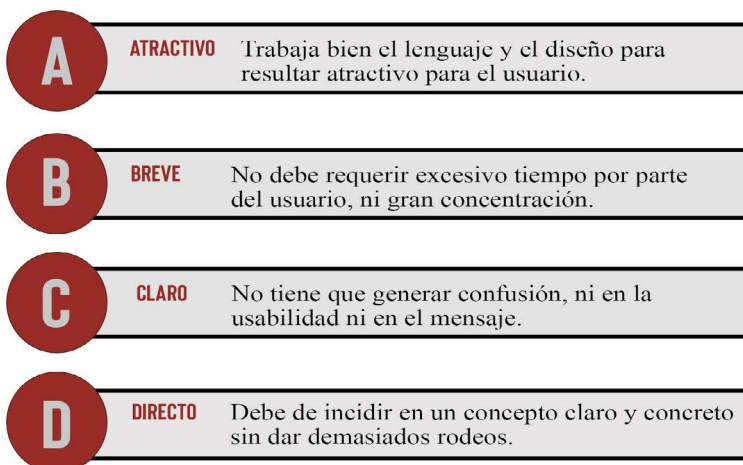 A
ATRACTIVO Trabaja bien el lenguaje y el diseño para
resultar atractivo para el usuario.
B
BREVE No debe requerir excesivo tiempo por parte
del usuario, ni gran concentración.
C
CLARO No tiene que generar confusión, ni en la
usabilidad ni en el mensaje.
D
DIRECTO Debe de incidir en un concepto claro y concreto
sin dar demasiados rodeos.